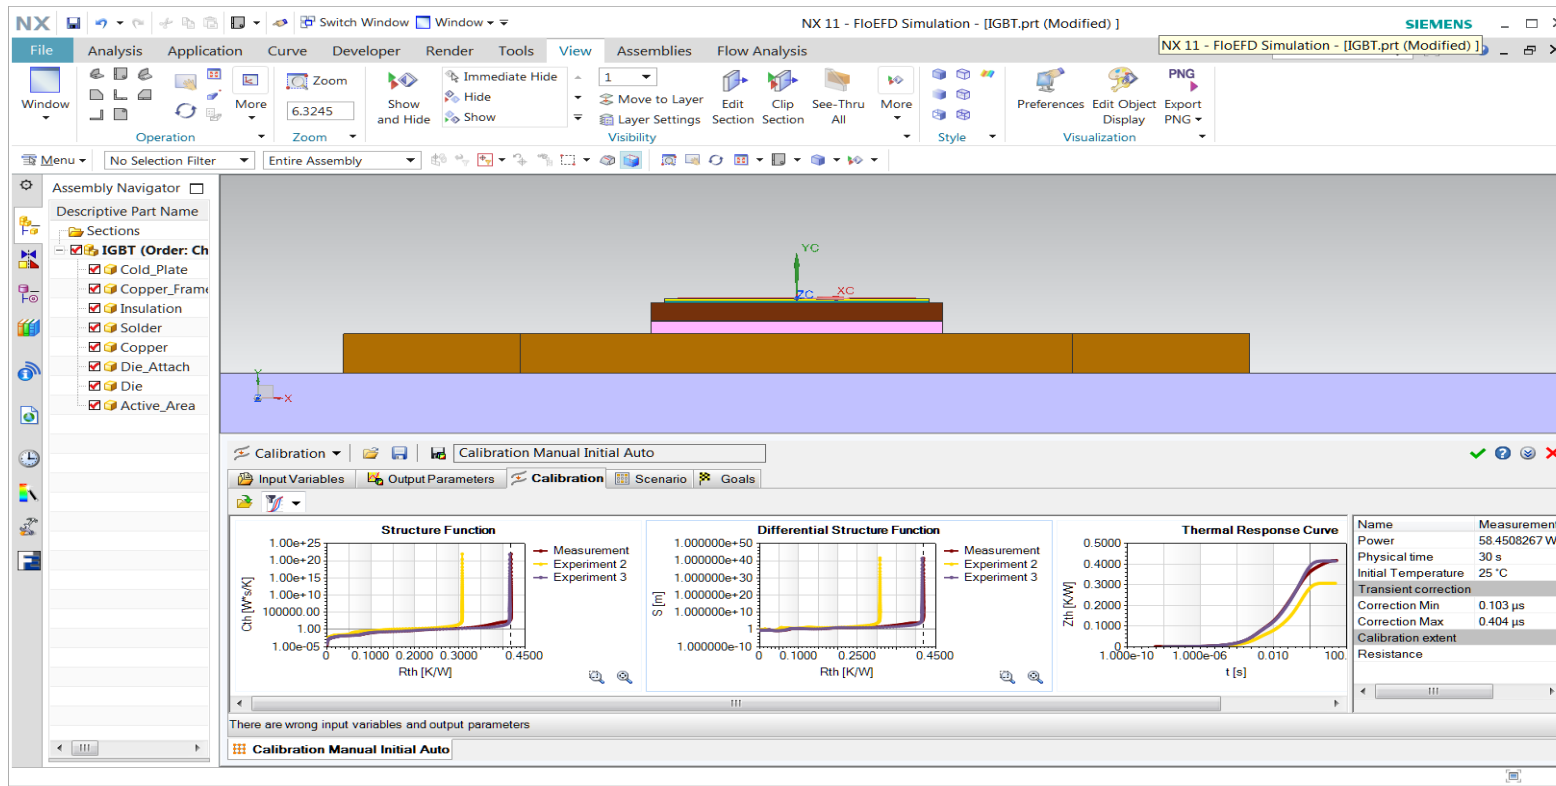 NX Switch Window Window NX 11 - FloEFD Simulation - [IGBT.prt (Modified) ] SIEMENS
File Analysis Application Curve Developer Render Tools View Assemblies Flow Analysis NX 11 - FloEFD Simulation - [IGBT.prt (Modified) ]
Window More Zoom 6.3245 Show and Hide Immediate Hide Hide Show 1 Move to Layer Layer Settings Edit Section Clip Section See-Thru All More Preferences Edit Object Display PNG Export PNG
Operation Zoom Visibility Style Visualization
Menu No Selection Filter Entire Assembly
Assembly Navigator
Descriptive Part Name
Sections
IGBT (Order: Ch
Cold_Plate
Copper_Frame
Insulation
Solder
Copper
Die_Attach
Die
Active_Area
YC
ZC XC
Y
Z X
Calibration Calibration Manual Initial Auto
Input Variables Output Parameters Calibration Scenario Goals
Structure Function
1.00e+25
1.00e+20
1.00e+15
1.00e+10
100000.00
1.00
1.00e-05
Cth [W*s/K]
0 0.1000 0.2000 0.3000 0.4500
Rth [K/W]
Measurement
Experiment 2
Experiment 3
Differential Structure Function
1.000000e+50
1.000000e+40
1.000000e+30
1.000000e+20
1.000000e+10
1
1.000000e-10
S [m]
0 0.1000 0.2500 0.4500
Rth [K/W]
Measurement
Experiment 2
Experiment 3
Thermal Response Curve
0.5000
0.4000
0.3000
0.2000
0.1000
0
Zth [K/W]
1.000e-10 1.000e-06 0.010 100.
t [s]
Name Measurement
Power 58.4508267 W
Physical time 30 s
Initial Temperature 25 °C
Transient correction
Correction Min 0.103 µs
Correction Max 0.404 µs
Calibration extent
Resistance
There are wrong input variables and output parameters
Calibration Manual Initial Auto